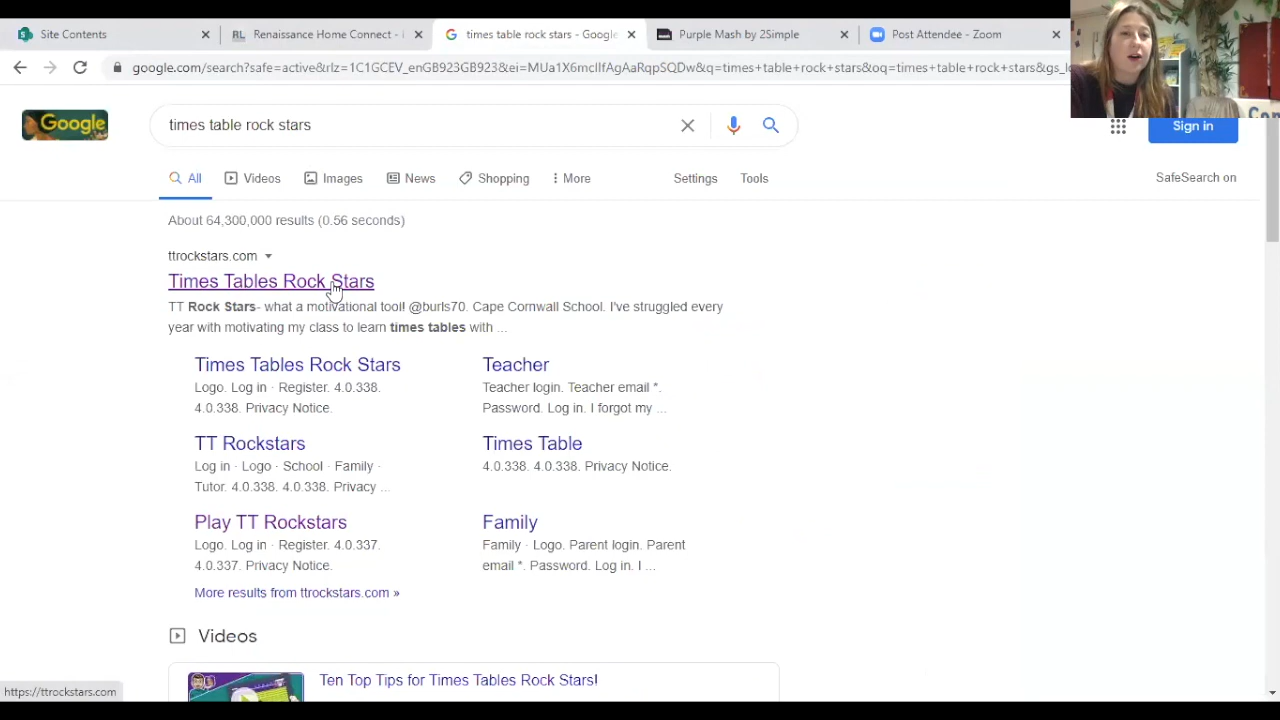 Site Contents
Renaissance Home Connect
times table rock stars - Google
Purple Mash by 2Simple
Post Attendee - Zoom
google.com/search?safe=active&rlz=1C1GCEV_enGB923GB923&ei=MUa1X6mcIIfAgAaRqpSQDw&q=times+table+rock+stars&oq=times+table+rock+stars&gs_lc
Google
times table rock stars
Sign in
All
Videos
Images
News
Shopping
More
Settings
Tools
SafeSearch on
About 64,300,000 results (0.56 seconds)
ttrockstars.com
Times Tables Rock Stars
TT Rock Stars- what a motivational tool! @burls70. Cape Cornwall School. I've struggled every
year with motivating my class to learn times tables with ...
Times Tables Rock Stars
Logo. Log in · Register. 4.0.338.
4.0.338. Privacy Notice.
Teacher
Teacher login. Teacher email *.
Password. Log in. I forgot my ...
TT Rockstars
Log in · Logo · School · Family ·
Tutor. 4.0.338. 4.0.338. Privacy ...
Times Table
4.0.338. 4.0.338. Privacy Notice.
Play TT Rockstars
Logo. Log in · Register. 4.0.337.
4.0.337. Privacy Notice.
Family
Family · Logo. Parent login. Parent
email *. Password. Log in. I ...
More results from ttrockstars.com »
Videos
Ten Top Tips for Times Tables Rock Stars!
https://ttrockstars.com